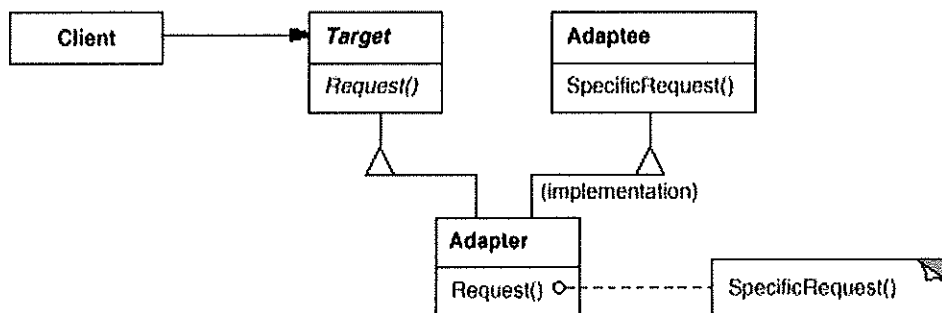 Client
Target
Request()
Adaptee
SpecificRequest()
(implementation)
Adapter
Request()
SpecificRequest()